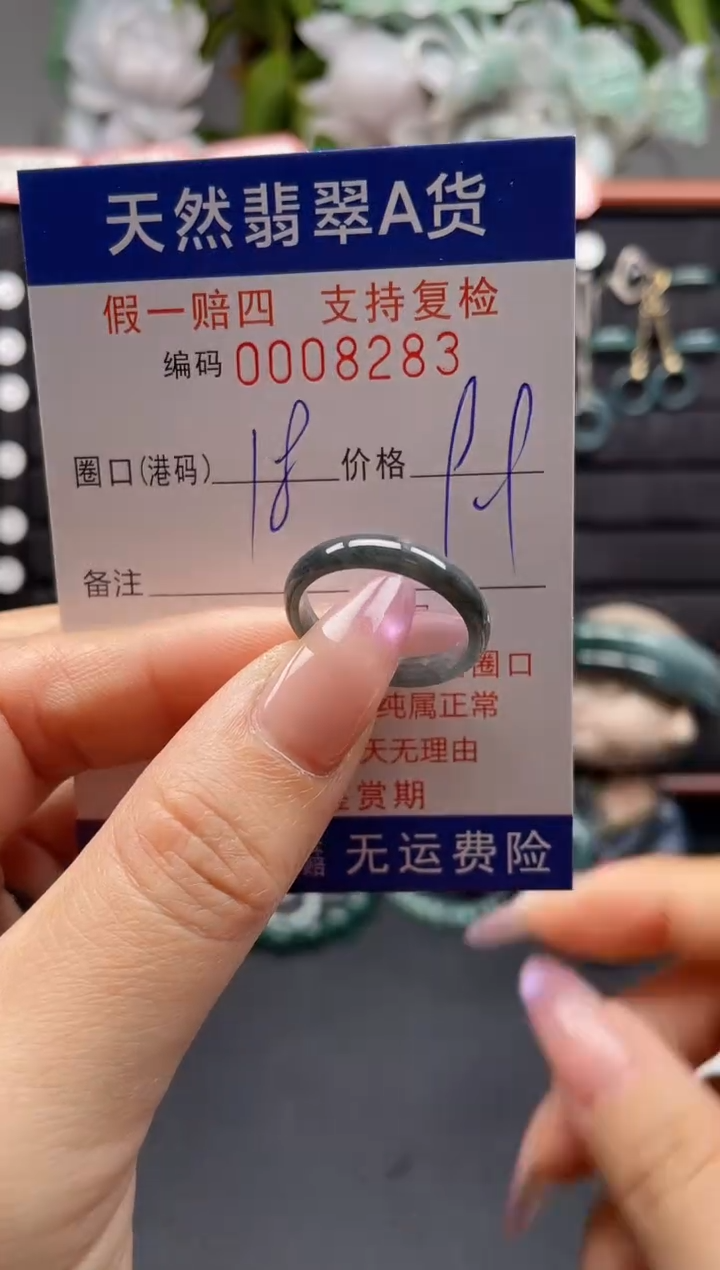 天然翡翠A货
假一赔四 支持复检
编码 0008283
圈口(港码) 18 价格
备注
圈口
纯属正常
天无理由
鉴赏期
无运费险